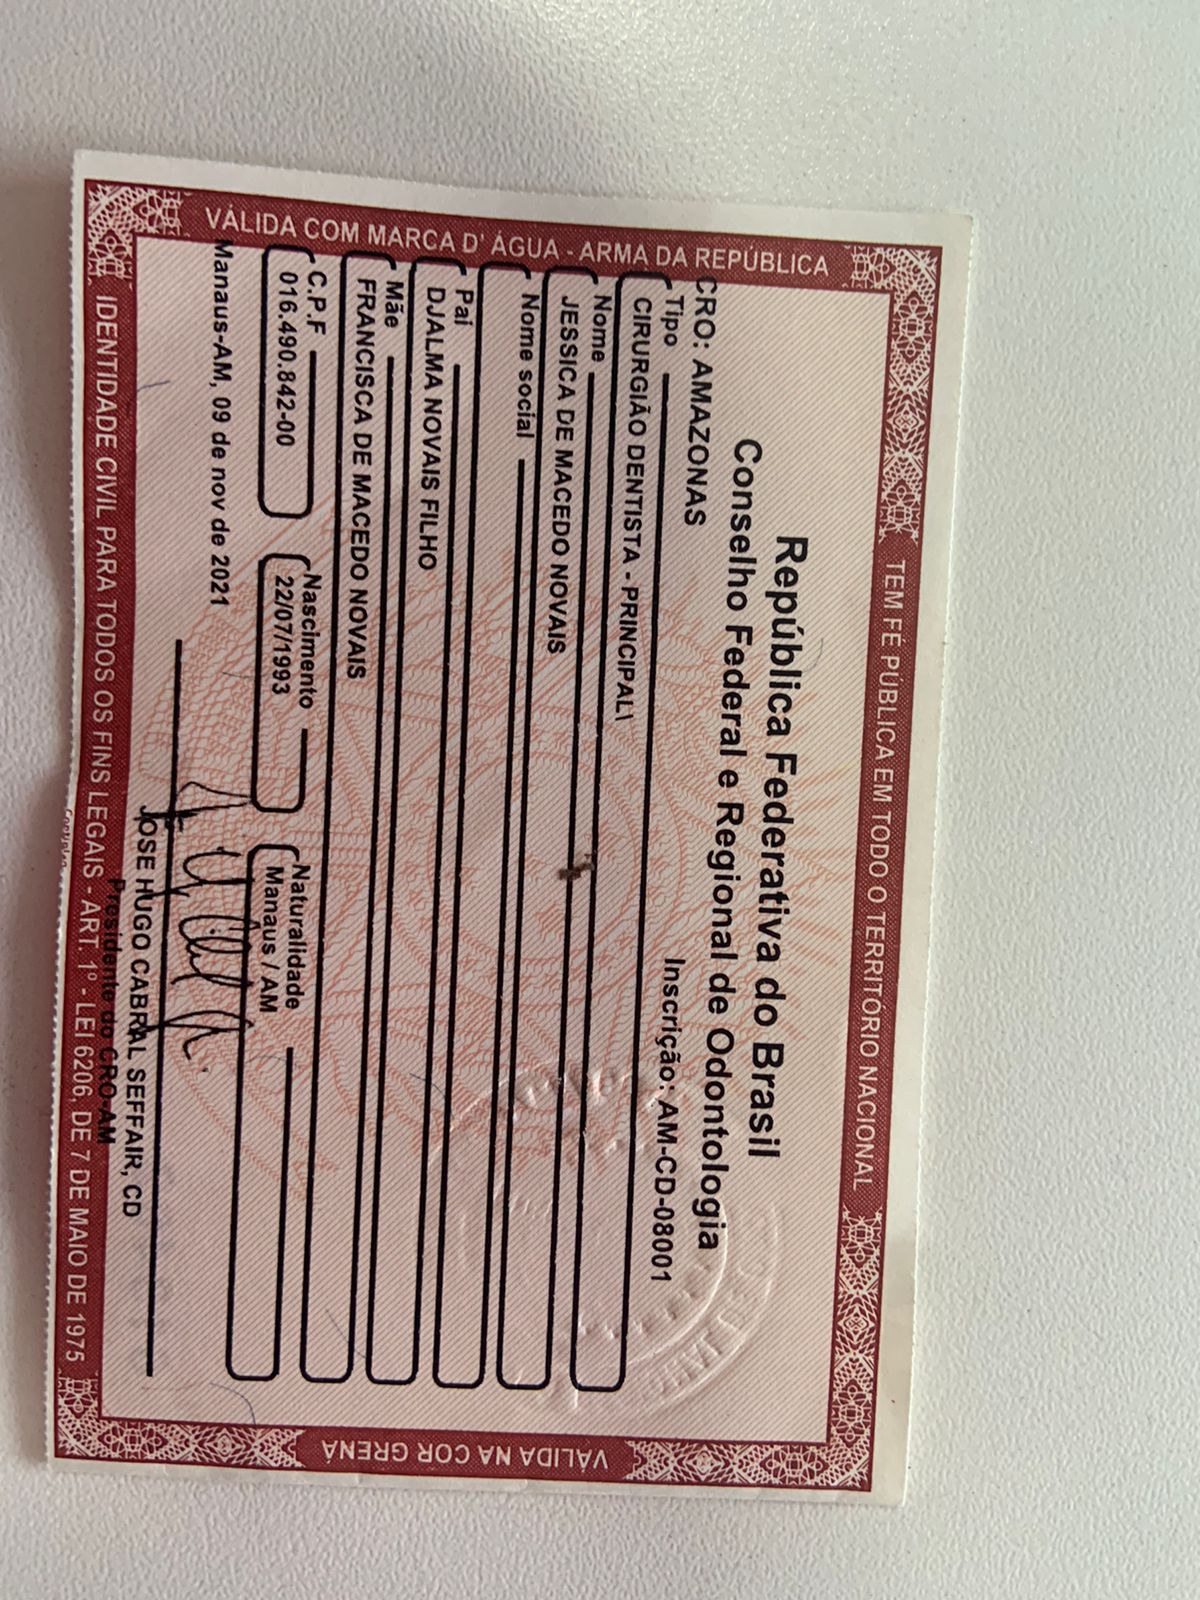 TEM FÉ PÚBLICA EM TODO O TERRITÓRIO NACIONAL
VÁLIDA COM MARCA D' ÁGUA - ARMA DA REPÚBLICA
República Federativa do Brasil
Conselho Federal e Regional de Odontologia
CRO: AMAZONAS Inscrição: AM-CD-08001
Tipo
CIRURGIÃO DENTISTA - PRINCIPAL\
Nome
JESSICA DE MACEDO NOVAIS
Nome social
Pai
DJALMA NOVAIS FILHO
Mãe
FRANCISCA DE MACEDO NOVAIS
C.P.F Nascimento Naturalidade
016.490.842-00 22/07/1993 Manaus / AM
Manaus-AM, 09 de nov de 2021
JOSE HUGO CABRAL SEFFAIR, CD
Presidente do CRO-AM
VÁLIDA NA COR GRENÁ
IDENTIDADE CIVIL PARA TODOS OS FINS LEGAIS - ART. 1º - LEI 6206, DE 7 DE MAIO DE 1975